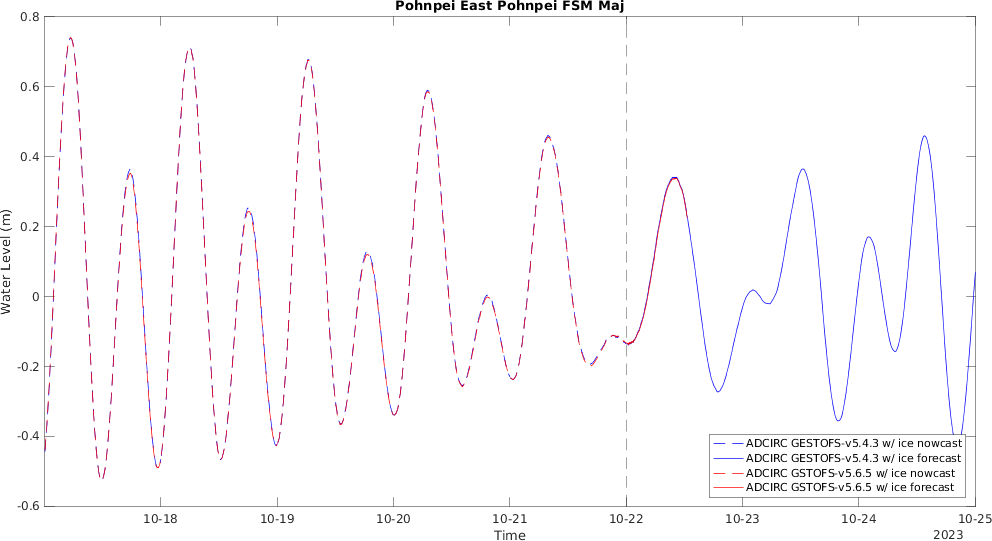 Pohnpei East Pohnpei FSM Maj
Water Level (m)
0.8
0.6
0.4
0.2
0
-0.2
-0.4
-0.6
10-18
10-19
10-20
10-21
10-22
10-23
10-24
10-25
Time
2023
ADCIRC GESTOFS-v5.4.3 w/ ice nowcast
ADCIRC GESTOFS-v5.4.3 w/ ice forecast
ADCIRC GSTOFS-v5.6.5 w/ ice nowcast
ADCIRC GSTOFS-v5.6.5 w/ ice forecast